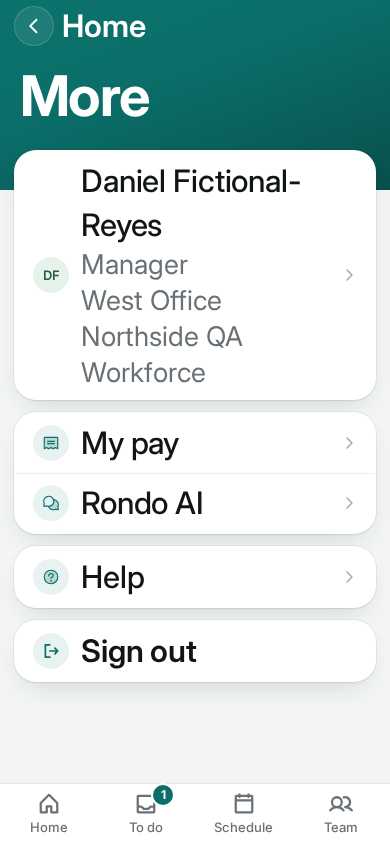 Home
More
Daniel Fictional-
Reyes
DF
Manager
West Office
Northside QA
Workforce
My pay
Rondo AI
Help
Sign out
1
Home
To do
Schedule
Team